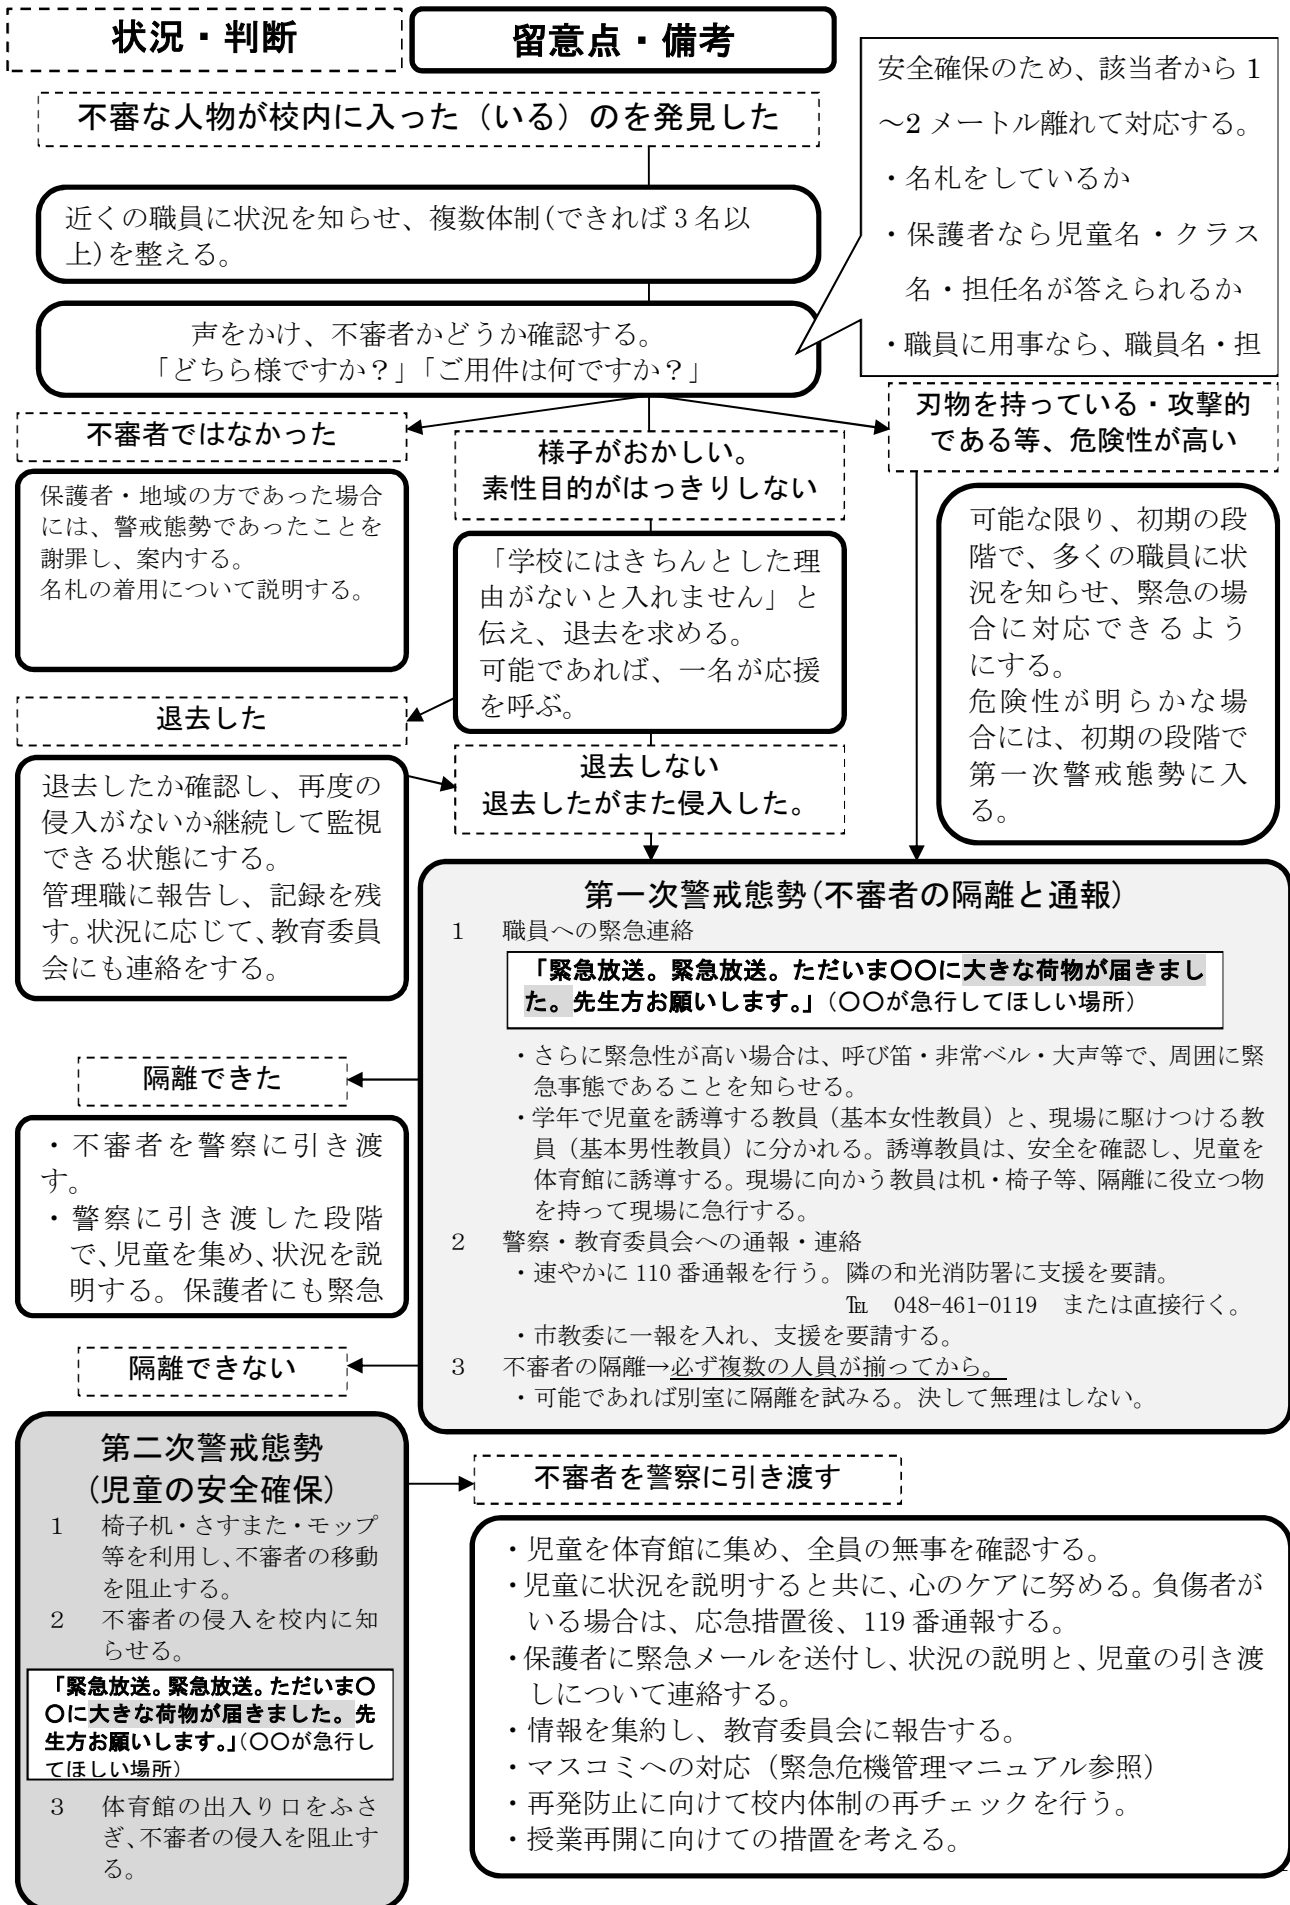 状況・判断
留意点・備考
不審な人物が校内に入った（いる）のを発見した
安全確保のため、該当者から 1
～2 メートル離れて対応する。
・名札をしているか
・保護者なら児童名・クラス
名・担任名が答えられるか
・職員に用事なら、職員名・担
近くの職員に状況を知らせ、複数体制(できれば 3 名以
上)を整える。
声をかけ、不審者かどうか確認する。
「どちら様ですか？」「ご用件は何ですか？」
不審者ではなかった
様子がおかしい。
素性目的がはっきりしない
刃物を持っている・攻撃的
である等、危険性が高い
保護者・地域の方であった場合
には、警戒態勢であったことを
謝罪し、案内する。
名札の着用について説明する。
「学校にはきちんとした理
由がないと入れません」と
伝え、退去を求める。
可能であれば、一名が応援
を呼ぶ。
可能な限り、初期の段
階で、多くの職員に状
況を知らせ、緊急の場
合に対応できるよう
にする。
危険性が明らかな場
合には、初期の段階で
第一次警戒態勢に入
る。
退去した
退去しない
退去したがまた侵入した。
退去したか確認し、再度の
侵入がないか継続して監視
できる状態にする。
管理職に報告し、記録を残
す。状況に応じて、教育委員
会にも連絡をする。
第一次警戒態勢(不審者の隔離と通報)
1 職員への緊急連絡
「緊急放送。緊急放送。ただいま〇〇に大きな荷物が届きまし
た。先生方お願いします。」（〇〇が急行してほしい場所）
・さらに緊急性が高い場合は、呼び笛・非常ベル・大声等で、周囲に緊
急事態であることを知らせる。
・学年で児童を誘導する教員（基本女性教員）と、現場に駆けつける教
員（基本男性教員）に分かれる。誘導教員は、安全を確認し、児童を
体育館に誘導する。現場に向かう教員は机・椅子等、隔離に役立つ物
を持って現場に急行する。
2 警察・教育委員会への通報・連絡
・速やかに 110 番通報を行う。隣の和光消防署に支援を要請。
℡ 048-461-0119 または直接行く。
・市教委に一報を入れ、支援を要請する。
3 不審者の隔離→必ず複数の人員が揃ってから。
・可能であれば別室に隔離を試みる。決して無理はしない。
隔離できた
・不審者を警察に引き渡
す。
・警察に引き渡した段階
で、児童を集め、状況を説
明する。保護者にも緊急
隔離できない
第二次警戒態勢
(児童の安全確保)
1 椅子机・さすまた・モップ
等を利用し、不審者の移動
を阻止する。
2 不審者の侵入を校内に知
らせる。
「緊急放送。緊急放送。ただいま〇
〇に大きな荷物が届きました。先
生方お願いします。」（〇〇が急行し
てほしい場所）
3 体育館の出入り口をふさ
ぎ、不審者の侵入を阻止す
る。
不審者を警察に引き渡す
・児童を体育館に集め、全員の無事を確認する。
・児童に状況を説明すると共に、心のケアに努める。負傷者が
いる場合は、応急措置後、119 番通報する。
・保護者に緊急メールを送付し、状況の説明と、児童の引き渡
しについて連絡する。
・情報を集約し、教育委員会に報告する。
・マスコミへの対応（緊急危機管理マニュアル参照）
・再発防止に向けて校内体制の再チェックを行う。
・授業再開に向けての措置を考える。